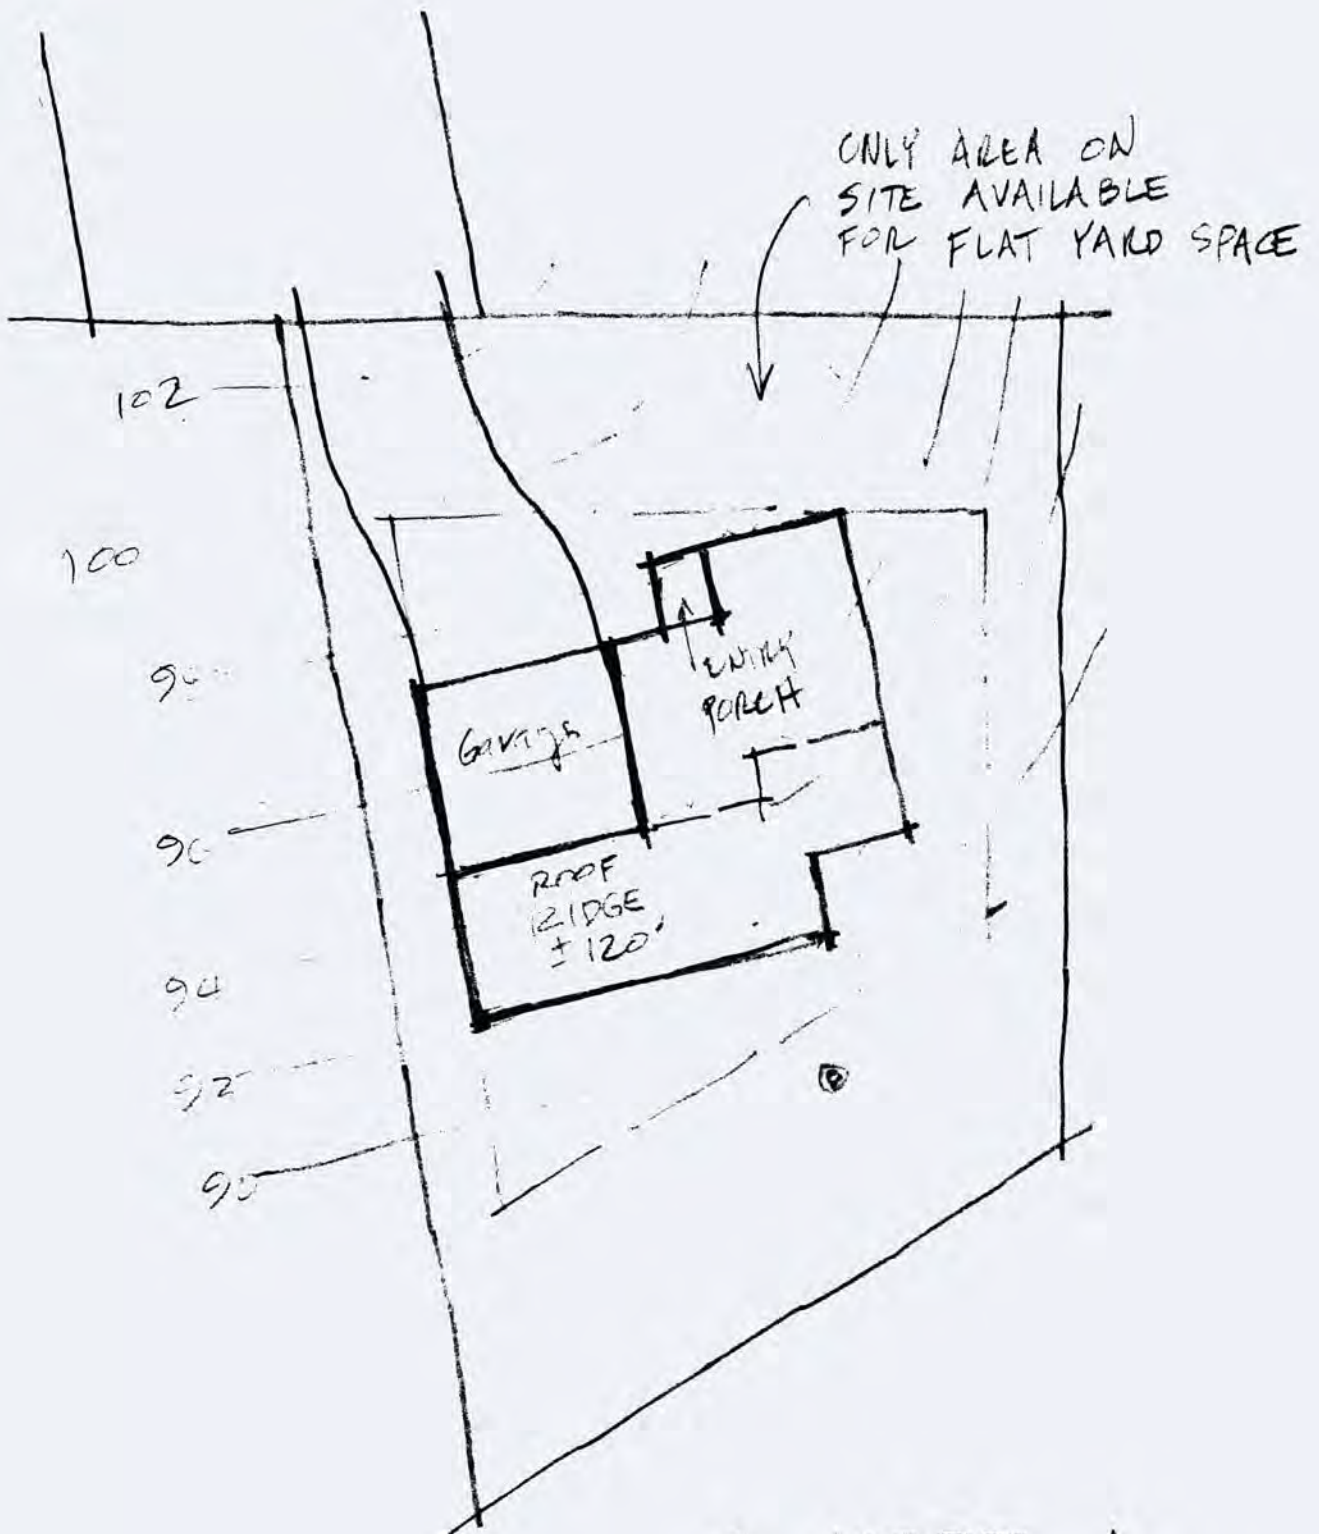 ONLY AREA ON
SITE AVAILABLE
FOR FLAT YARD SPACE
102
100
ENTRY
PORCH
Garage
96
ROOF
RIDGE
± 120'
94
92
90